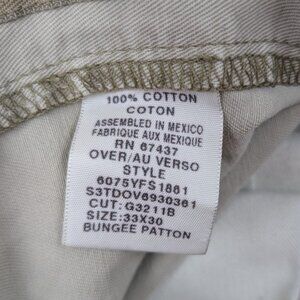 100% COTTON
COTON
ASSEMBLED IN MEXICO
FABRIQUE AUX MEXIQUE
RN 67437
OVER/AU VERSO
STYLE
6075YFS1861
S3TDOV6930361
CUT:G3211B
SIZE:33X30
BUNGEE PATTON